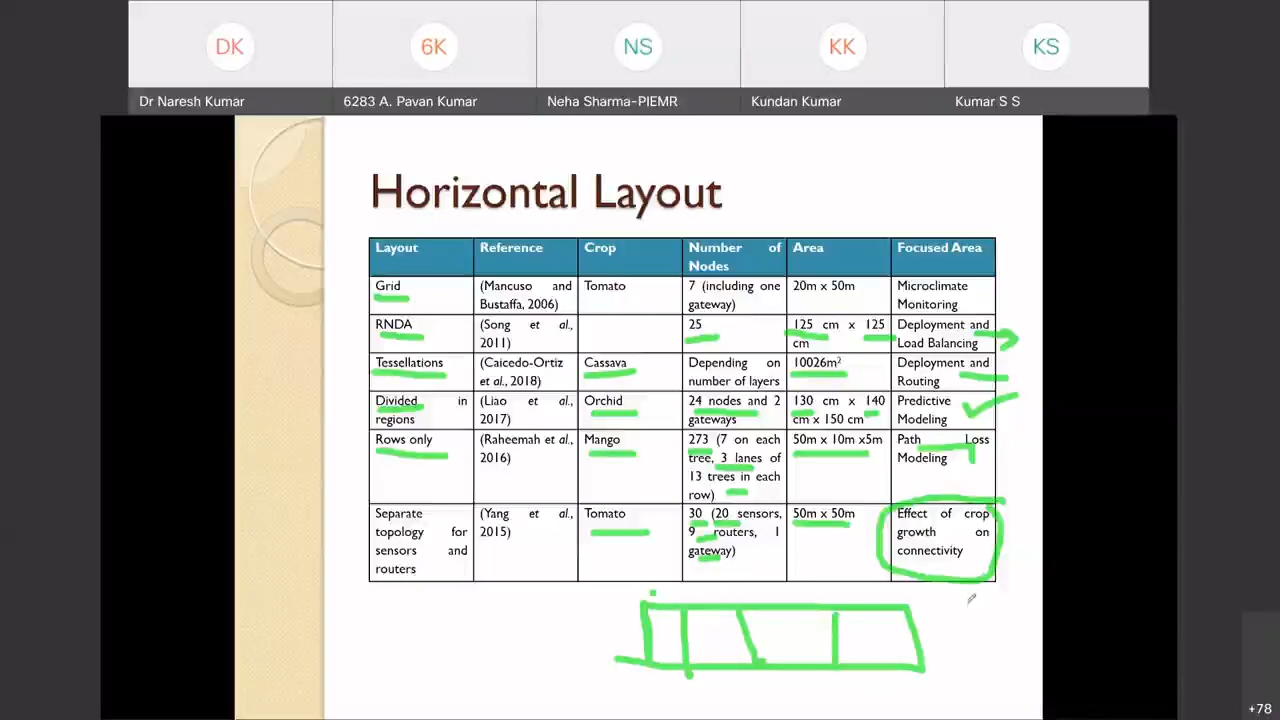 DK
6K
NS
KK
KS
Dr Naresh Kumar
6283 A. Pavan Kumar
Neha Sharma-PIEMR
Kundan Kumar
Kumar S S
Horizontal Layout
Layout
Reference
Crop
Number of
Nodes
Area
Focused Area
Grid
(Mancuso and
Bustaffa, 2006)
Tomato
7 (including one
gateway)
20m x 50m
Microclimate
Monitoring
RNDA
(Song et al.,
2011)
25
125 cm x 125
cm
Deployment and
Load Balancing
Tessellations
(Caicedo-Ortiz
et al., 2018)
Cassava
Depending on
number of layers
10026m²
Deployment and
Routing
Divided in
regions
(Liao et al.,
2017)
Orchid
24 nodes and 2
gateways
130 cm x 140
cm x 150 cm
Predictive
Modeling
Rows only
(Raheemah et al.,
2016)
Mango
273 (7 on each
tree, 3 lanes of
13 trees in each
row)
50m x 10m x5m
Path Loss
Modeling
Separate
topology for
sensors and
routers
(Yang et al.,
2015)
Tomato
30 (20 sensors,
9 routers, 1
gateway)
50m x 50m
Effect of crop
growth on
connectivity
+78